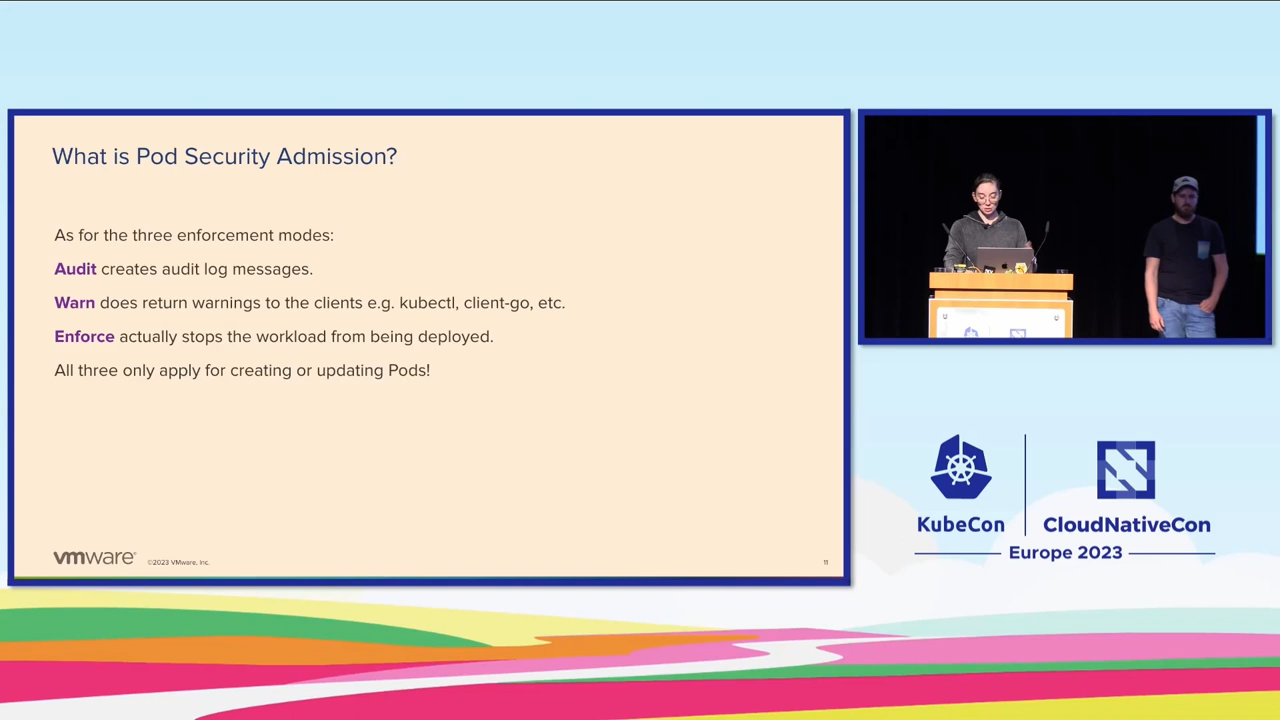 What is Pod Security Admission?
As for the three enforcement modes:
Audit creates audit log messages.
Warn does return warnings to the clients e.g. kubectl, client-go, etc.
Enforce actually stops the workload from being deployed.
All three only apply for creating or updating Pods!
vmware®
©2023 VMware, Inc.
11
KubeCon
CloudNativeCon
Europe 2023